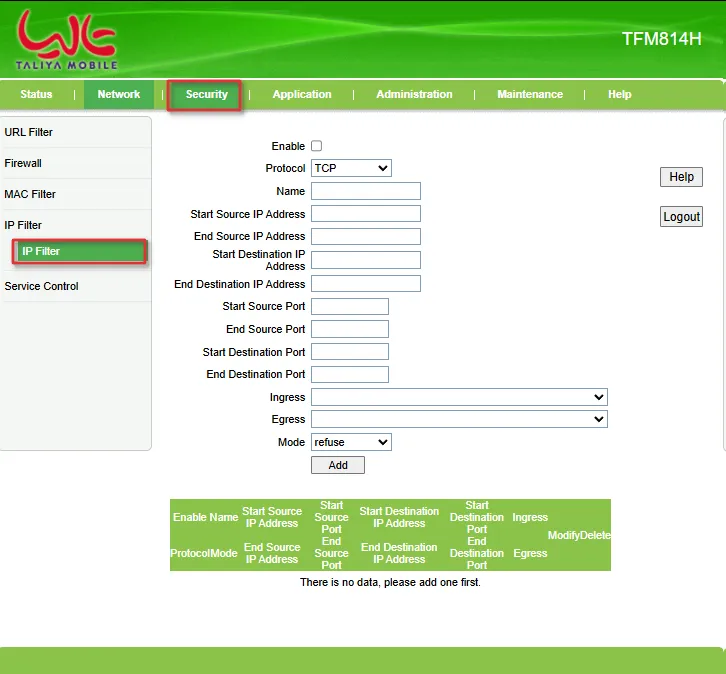 تاليا
TALIYA MOBILE
TFM814H
Status | Network | Security | Application | Administration | Maintenance | Help
URL Filter
Firewall
MAC Filter
IP Filter
IP Filter
Service Control
Enable
Protocol TCP
Name
Start Source IP Address
End Source IP Address
Start Destination IP
Address
End Destination IP Address
Start Source Port
End Source Port
Start Destination Port
End Destination Port
Ingress
Egress
Mode refuse
Add
Help
Logout
Enable Name Start Source IP Address Start Source Port Start Destination IP Address Start Destination Port Ingress ModifyDelete
ProtocolMode End Source IP Address End Source Port End Destination IP Address End Destination Port Egress
There is no data, please add one first.